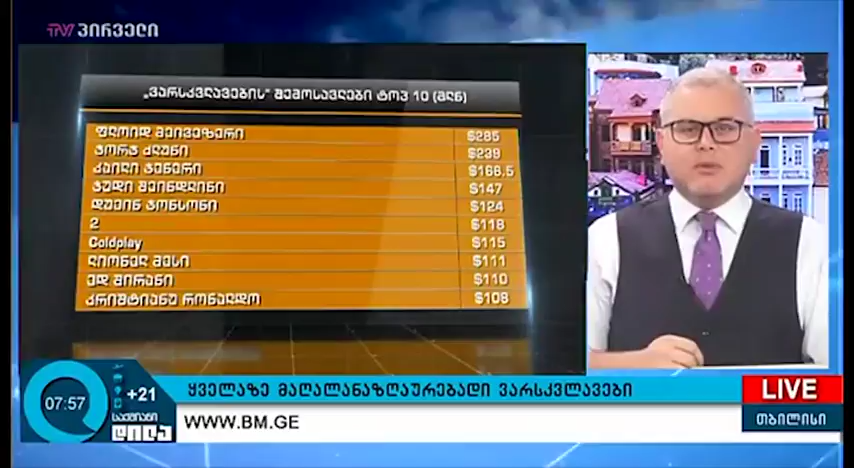 TV პირველი
„ვარსკვლავების“ შემოსავლები ტოპ 10 (მლნ)
ფლოიდ მეივეზერი $285
ჯორჯ კლუნი $239
კაილი ჯენერი $166.5
ჯუდი შეინდლინი $147
დუეინ ჯონსონი $124
2 $118
Coldplay $115
ლიონელ მესი $111
ედ შირანი $110
კრიშტიანუ რონალდო $108
07:57
+21
საქმიანი
დილა
ყველაზე მაღალანაზღაურებადი ვარსკვლავები
WWW.BM.GE
LIVE
თბილისი